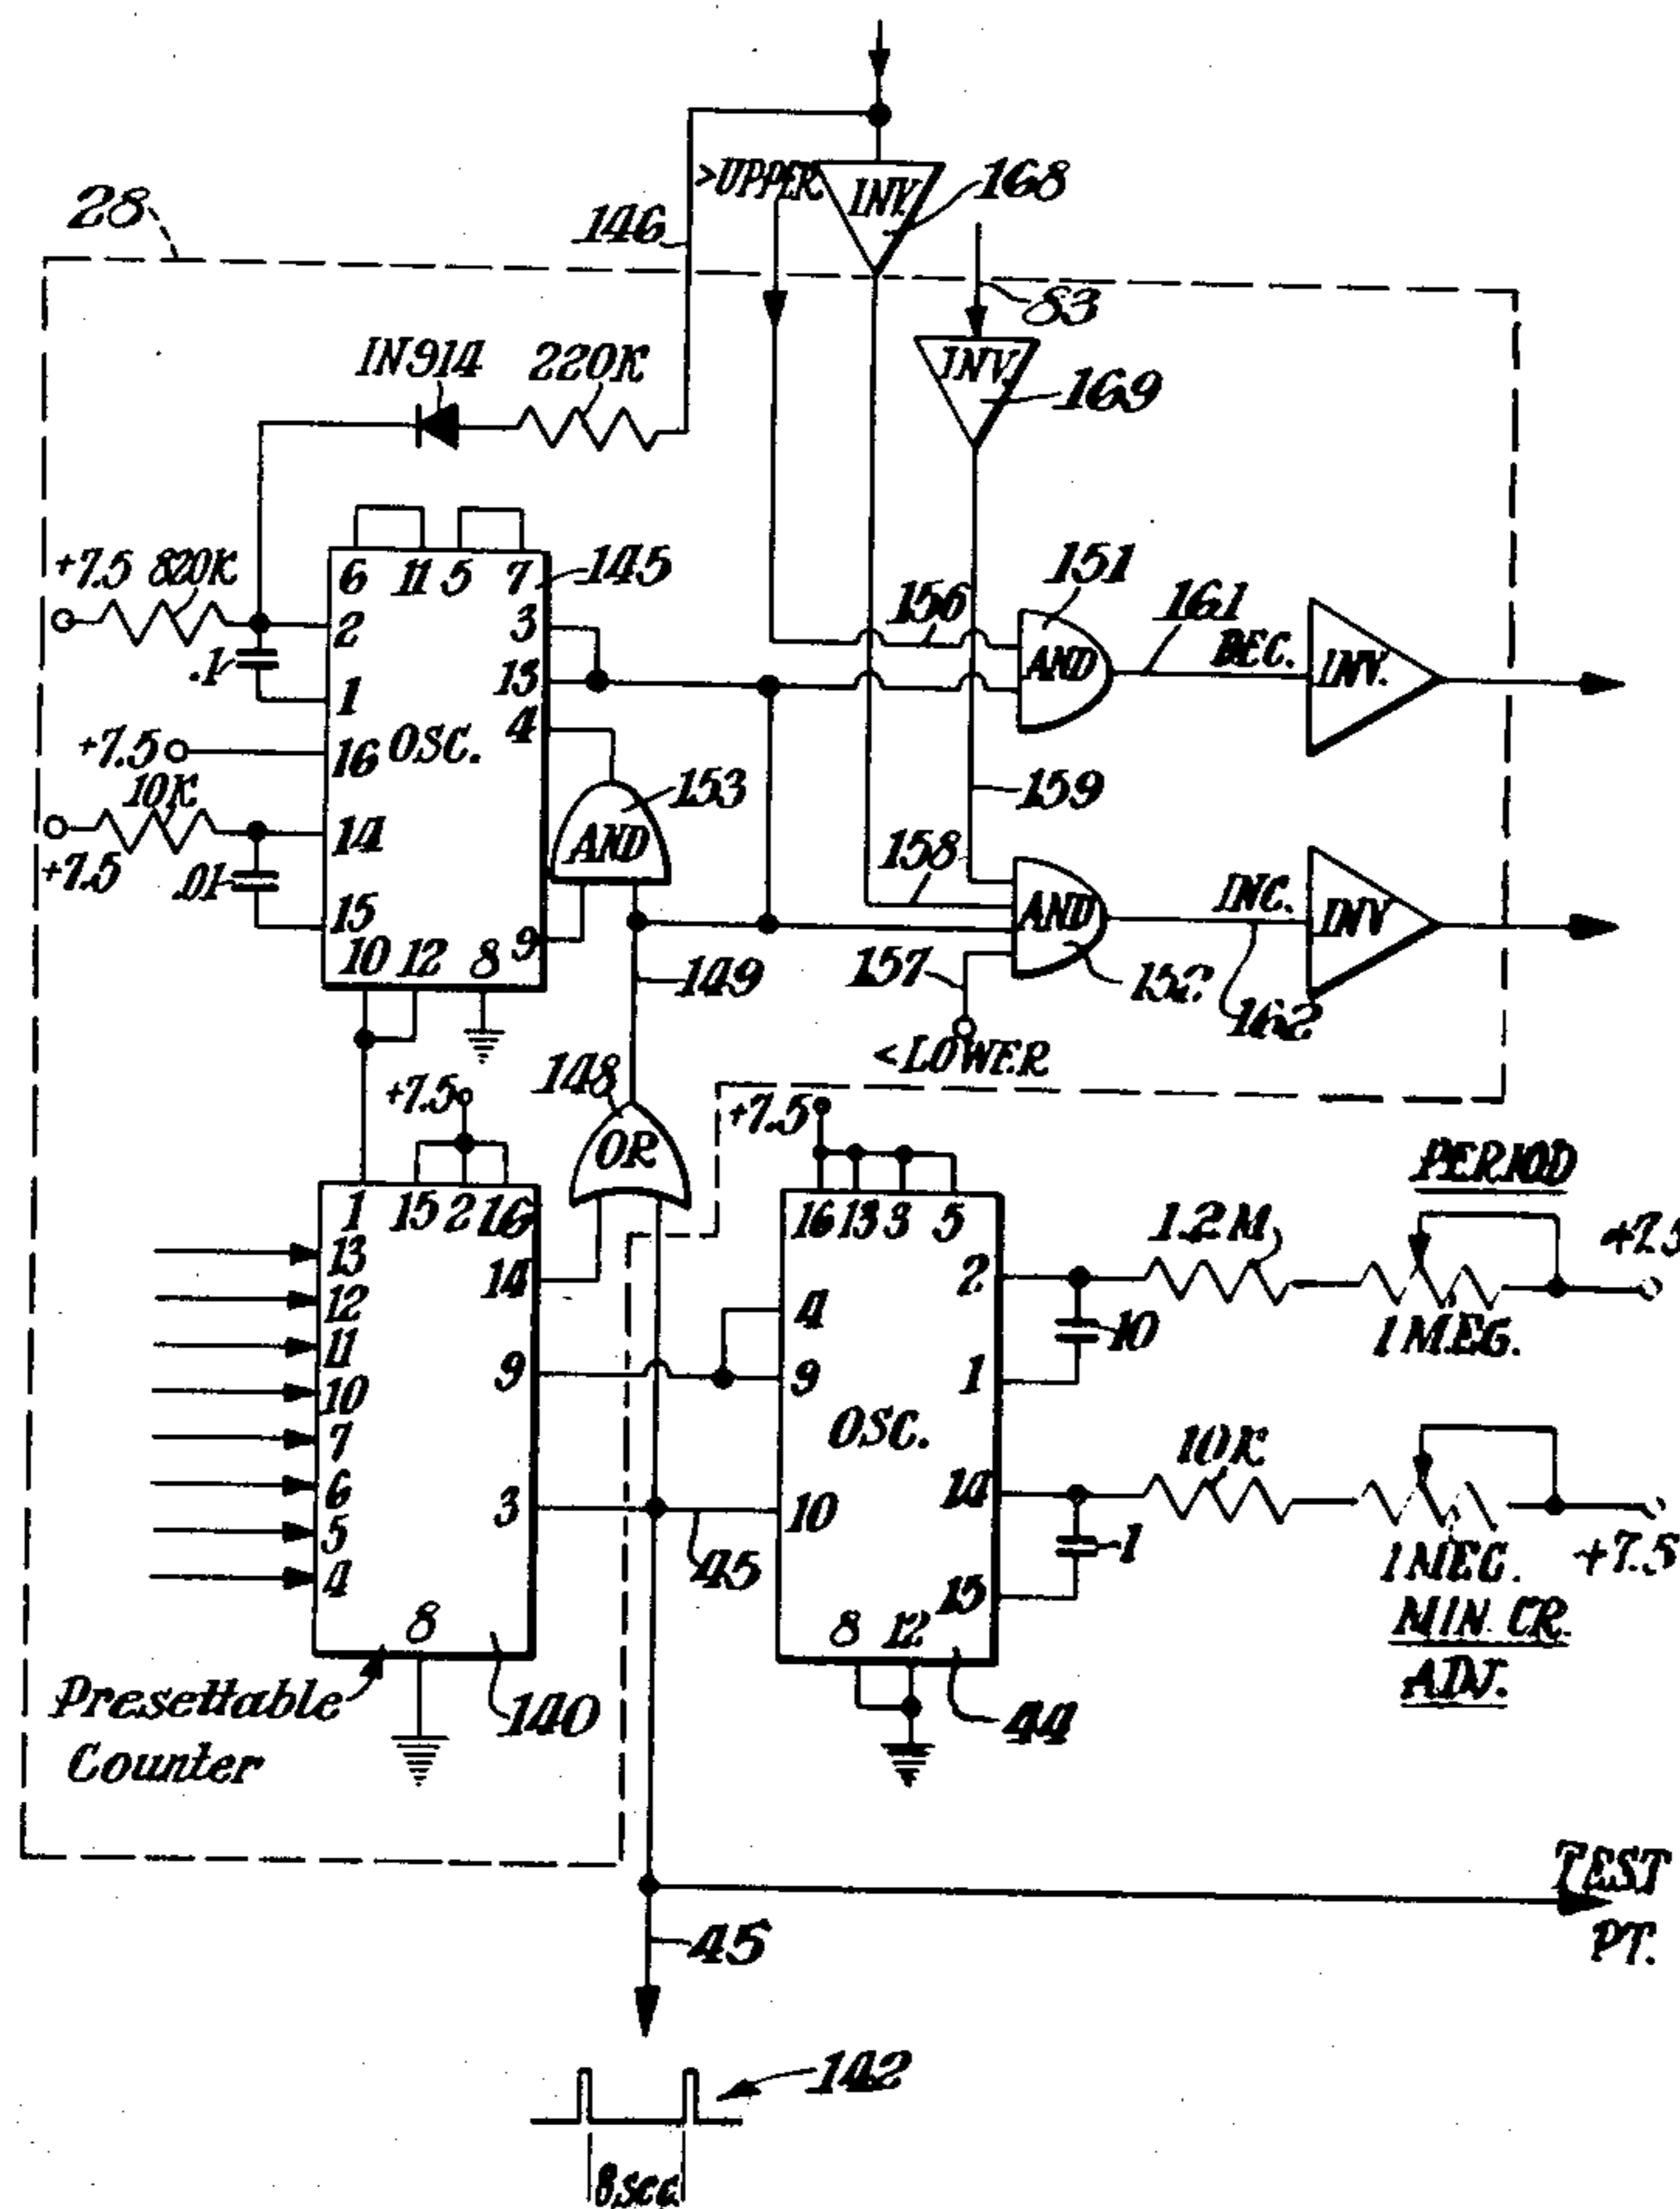 >UPPER
INV.
168
28
146
83
IN914
220K
INV.
169
+7.5
820K
6 11 5 7
145
151
2
3
156
161
DEC.
.1
13
AND
INV.
1
4
+7.5
16
OSC.
10K
153
159
14
AND
158
+7.5
.01
INC.
15
9
AND
INV
10 12 8
149
157
152
162
<LOWER
148
+7.5
+7.5
OR
PERIOD
1 15 2 16
16 13 3 5
1.2M
+7.5
13
14
2
12
4
10
1 MEG.
11
9
9
1
10
OSC.
7
10K
6
3
10
14
5
45
1
1 MEG.
+7.5
4
15
MIN. CR.
8
8 12
ADJ.
Presettable
Counter
140
44
TEST
PT.
45
142
8 sec